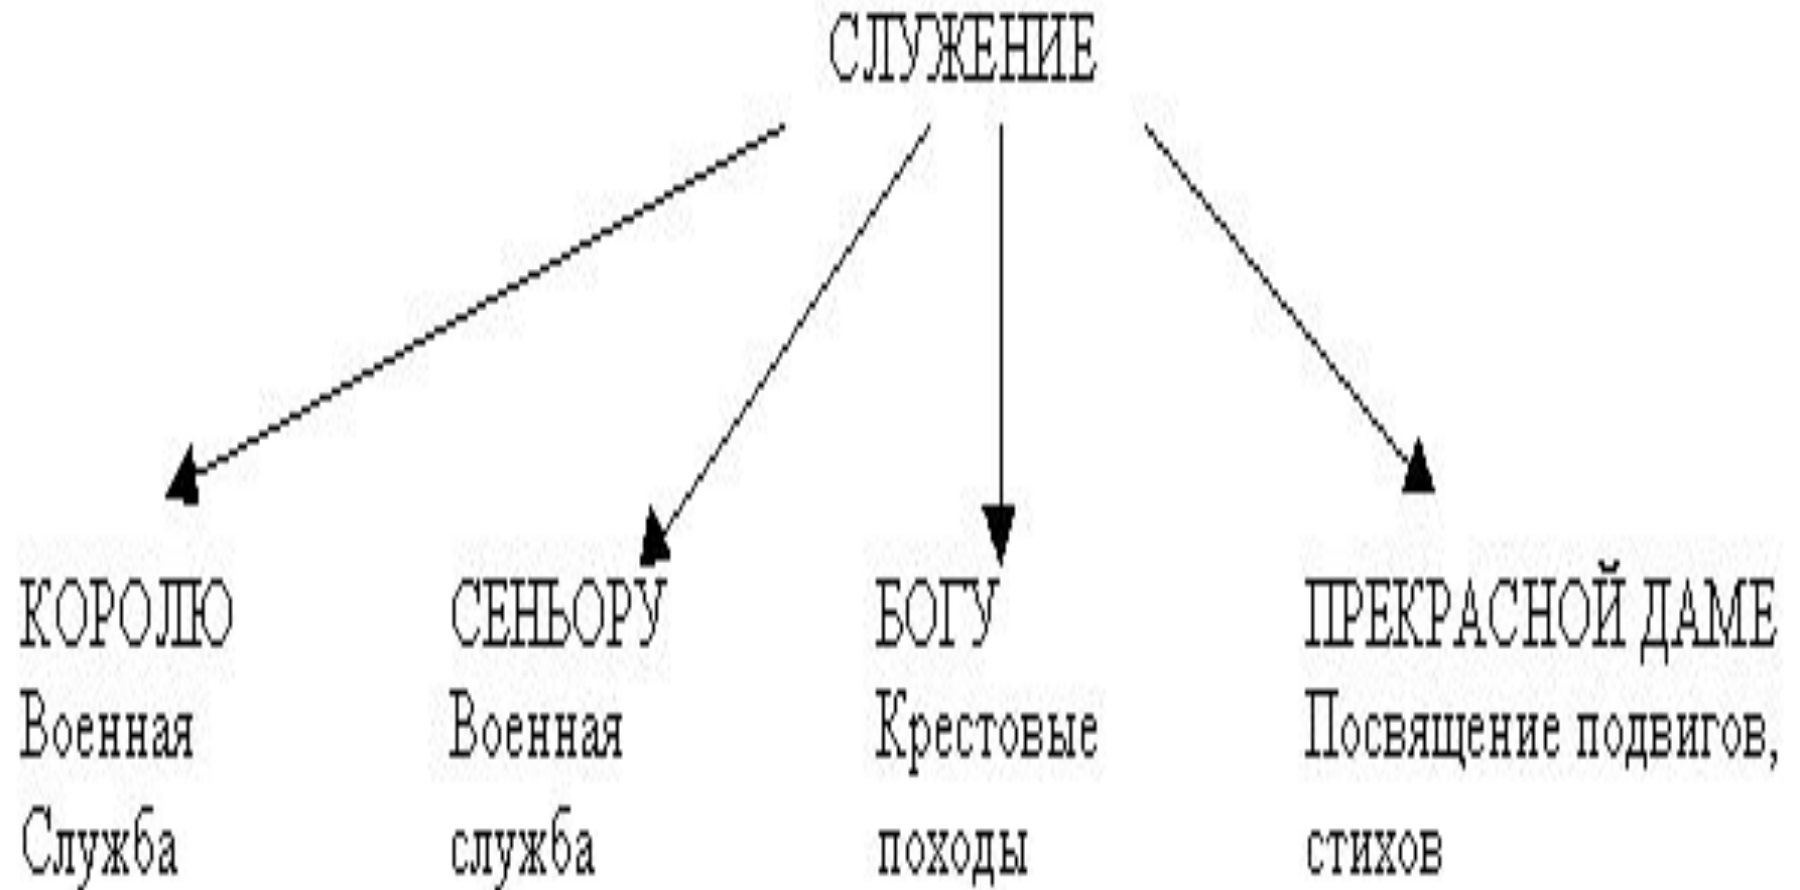 СЛУЖЕНИЕ
КОРОЛЮ
Военная
Служба
СЕНЬОРУ
Военная
служба
БОГУ
Крестовые
походы
ПРЕКРАСНОЙ ДАМЕ
Посвящение подвигов,
стихов